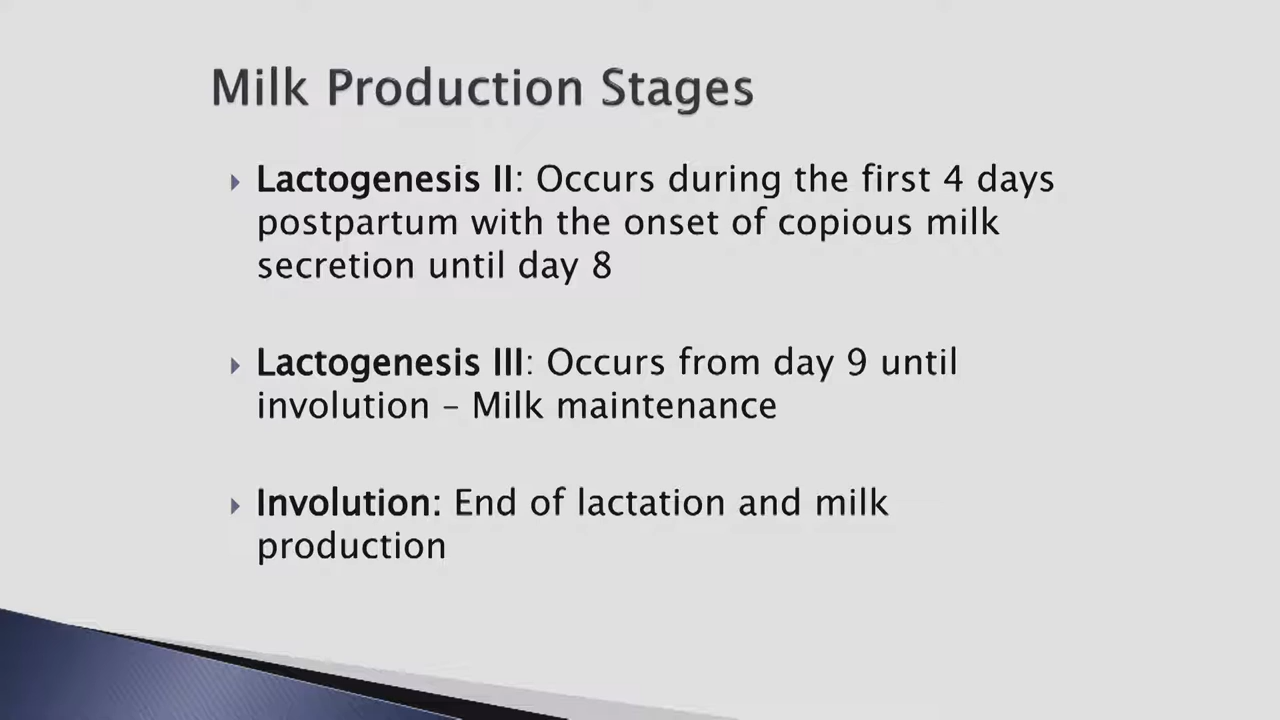 Milk Production Stages
Lactogenesis II: Occurs during the first 4 days
postpartum with the onset of copious milk
secretion until day 8
Lactogenesis III: Occurs from day 9 until
involution – Milk maintenance
Involution: End of lactation and milk
production